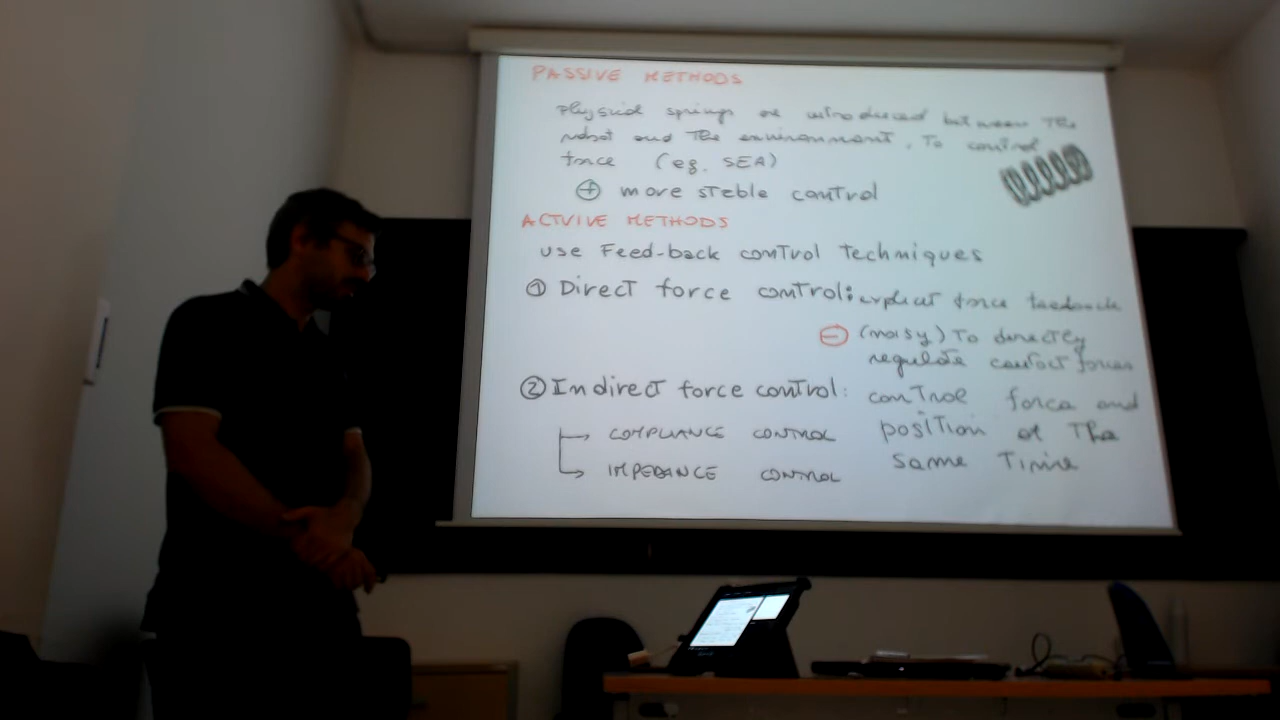 PASSIVE METHODS
Physical springs are introduced between the
robot and the environment, to control
force (eg. SEA)
+ more steble control
ACTVIVE METHODS
use Feed-back control Techniques
1 Direct force control: explicit force feedback
- (noisy) To directly
regulate contact forces
2 Indirect force control: control force and
position at the
same Time
COMPLIANCE CONTROL
IMPEDANCE CONTROL